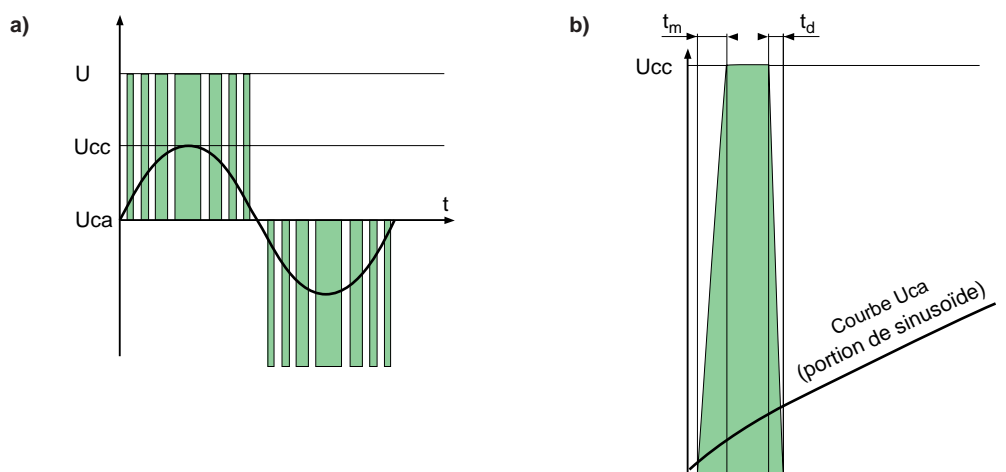 a)
U
Ucc
Uca
t
b)
tm
td
Ucc
Courbe Uca
(portion de sinusoïde)